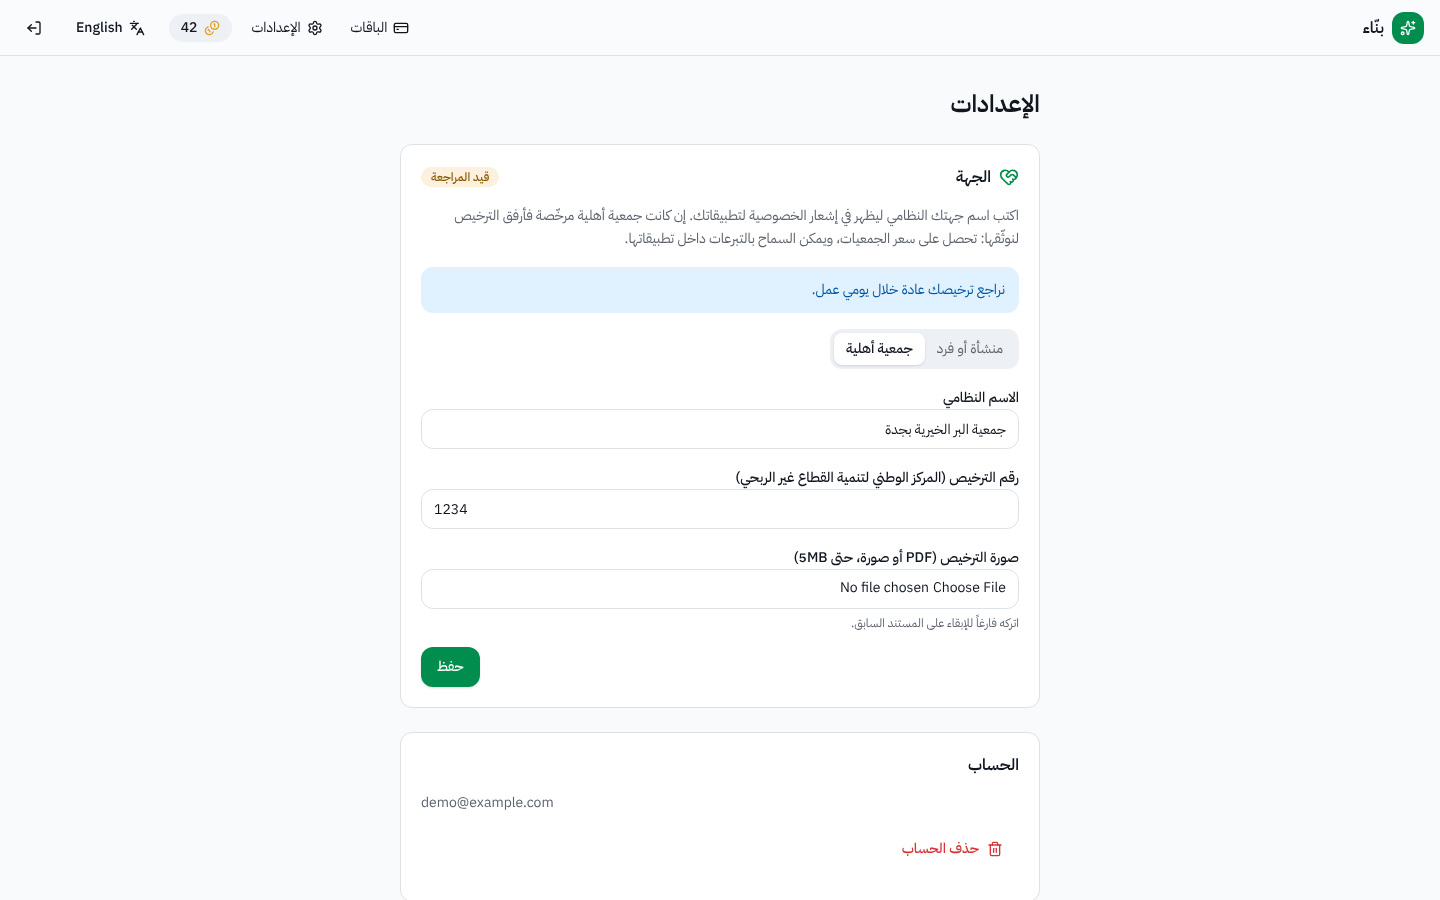 بنّاء
الباقات
الإعدادات
42
English
الإعدادات
الجهة
قيد المراجعة
اكتب اسم جهتك النظامي ليظهر في إشعار الخصوصية لتطبيقاتك. إن كانت جمعية أهلية مرخّصة فأرفق الترخيص
لنوثّقها: تحصل على سعر الجمعيات، ويمكن السماح بالتبرعات داخل تطبيقاتها.
نراجع ترخيصك عادة خلال يومي عمل.
منشأة أو فرد
جمعية أهلية
الاسم النظامي
جمعية البر الخيرية بجدة
رقم الترخيص (المركز الوطني لتنمية القطاع غير الربحي)
1234
صورة الترخيص (PDF أو صورة، حتى 5MB)
No file chosen Choose File
اتركه فارغاً للإبقاء على المستند السابق.
حفظ
الحساب
demo@example.com
حذف الحساب